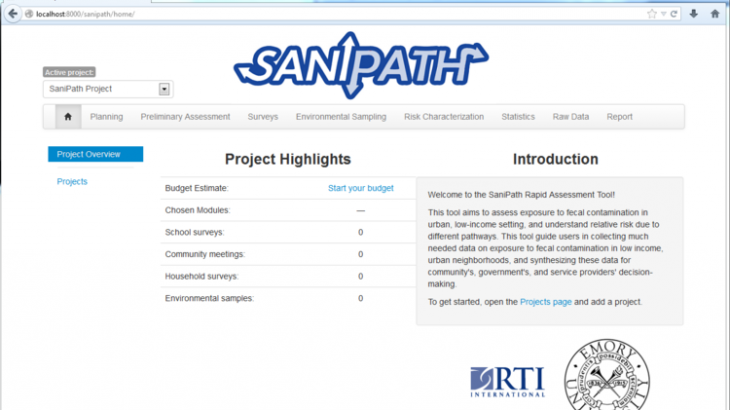 localhost:8000/sanipath/home/
SANIPATH
Active project:
SaniPath Project
Planning Preliminary Assessment Surveys Environmental Sampling Risk Characterization Statistics Raw Data Report
Project Overview
Projects
Project Highlights
Budget Estimate: Start your budget
Chosen Modules: —
School surveys: 0
Community meetings: 0
Household surveys: 0
Environmental samples: 0
Introduction
Welcome to the SaniPath Rapid Assessment Tool!
This tool aims to assess exposure to fecal contamination in
urban, low-income setting, and understand relative risk due to
different pathways. This tool guide users in collecting much
needed data on exposure to fecal contamination in low income,
urban neighborhoods, and synthesizing these data for
community's, government's, and service providers' decision-
making.
To get started, open the Projects page and add a project.
RTI
INTERNATIONAL
EMORY